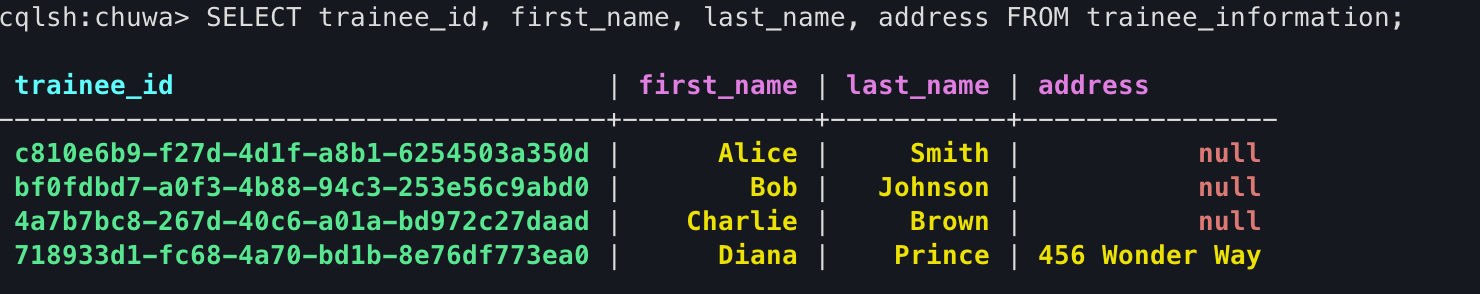 cqlsh:chuwa> SELECT trainee_id, first_name, last_name, address FROM trainee_information;
trainee_id | first_name | last_name | address
--------------------------------------+------------+-----------+----------------
c810e6b9-f27d-4d1f-a8b1-6254503a350d | Alice | Smith | null
bf0fdbd7-a0f3-4b88-94c3-253e56c9abd0 | Bob | Johnson | null
4a7b7bc8-267d-40c6-a01a-bd972c27daad | Charlie | Brown | null
718933d1-fc68-4a70-bd1b-8e76df773ea0 | Diana | Prince | 456 Wonder Way